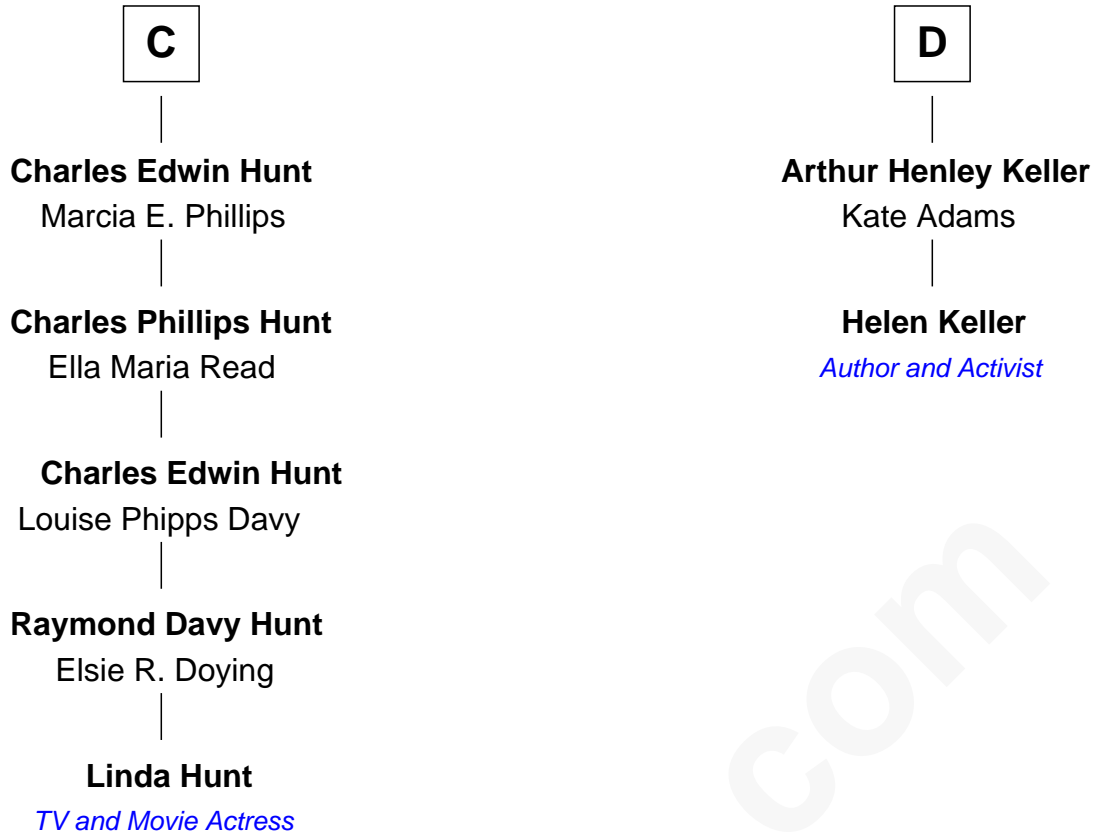 C
Charles Edwin Hunt
Marcia E. Phillips
Charles Phillips Hunt
Ella Maria Read
Charles Edwin Hunt
Louise Phipps Davy
Raymond Davy Hunt
Elsie R. Doying
Linda Hunt
TV and Movie Actress
D
Arthur Henley Keller
Kate Adams
Helen Keller
Author and Activist
com